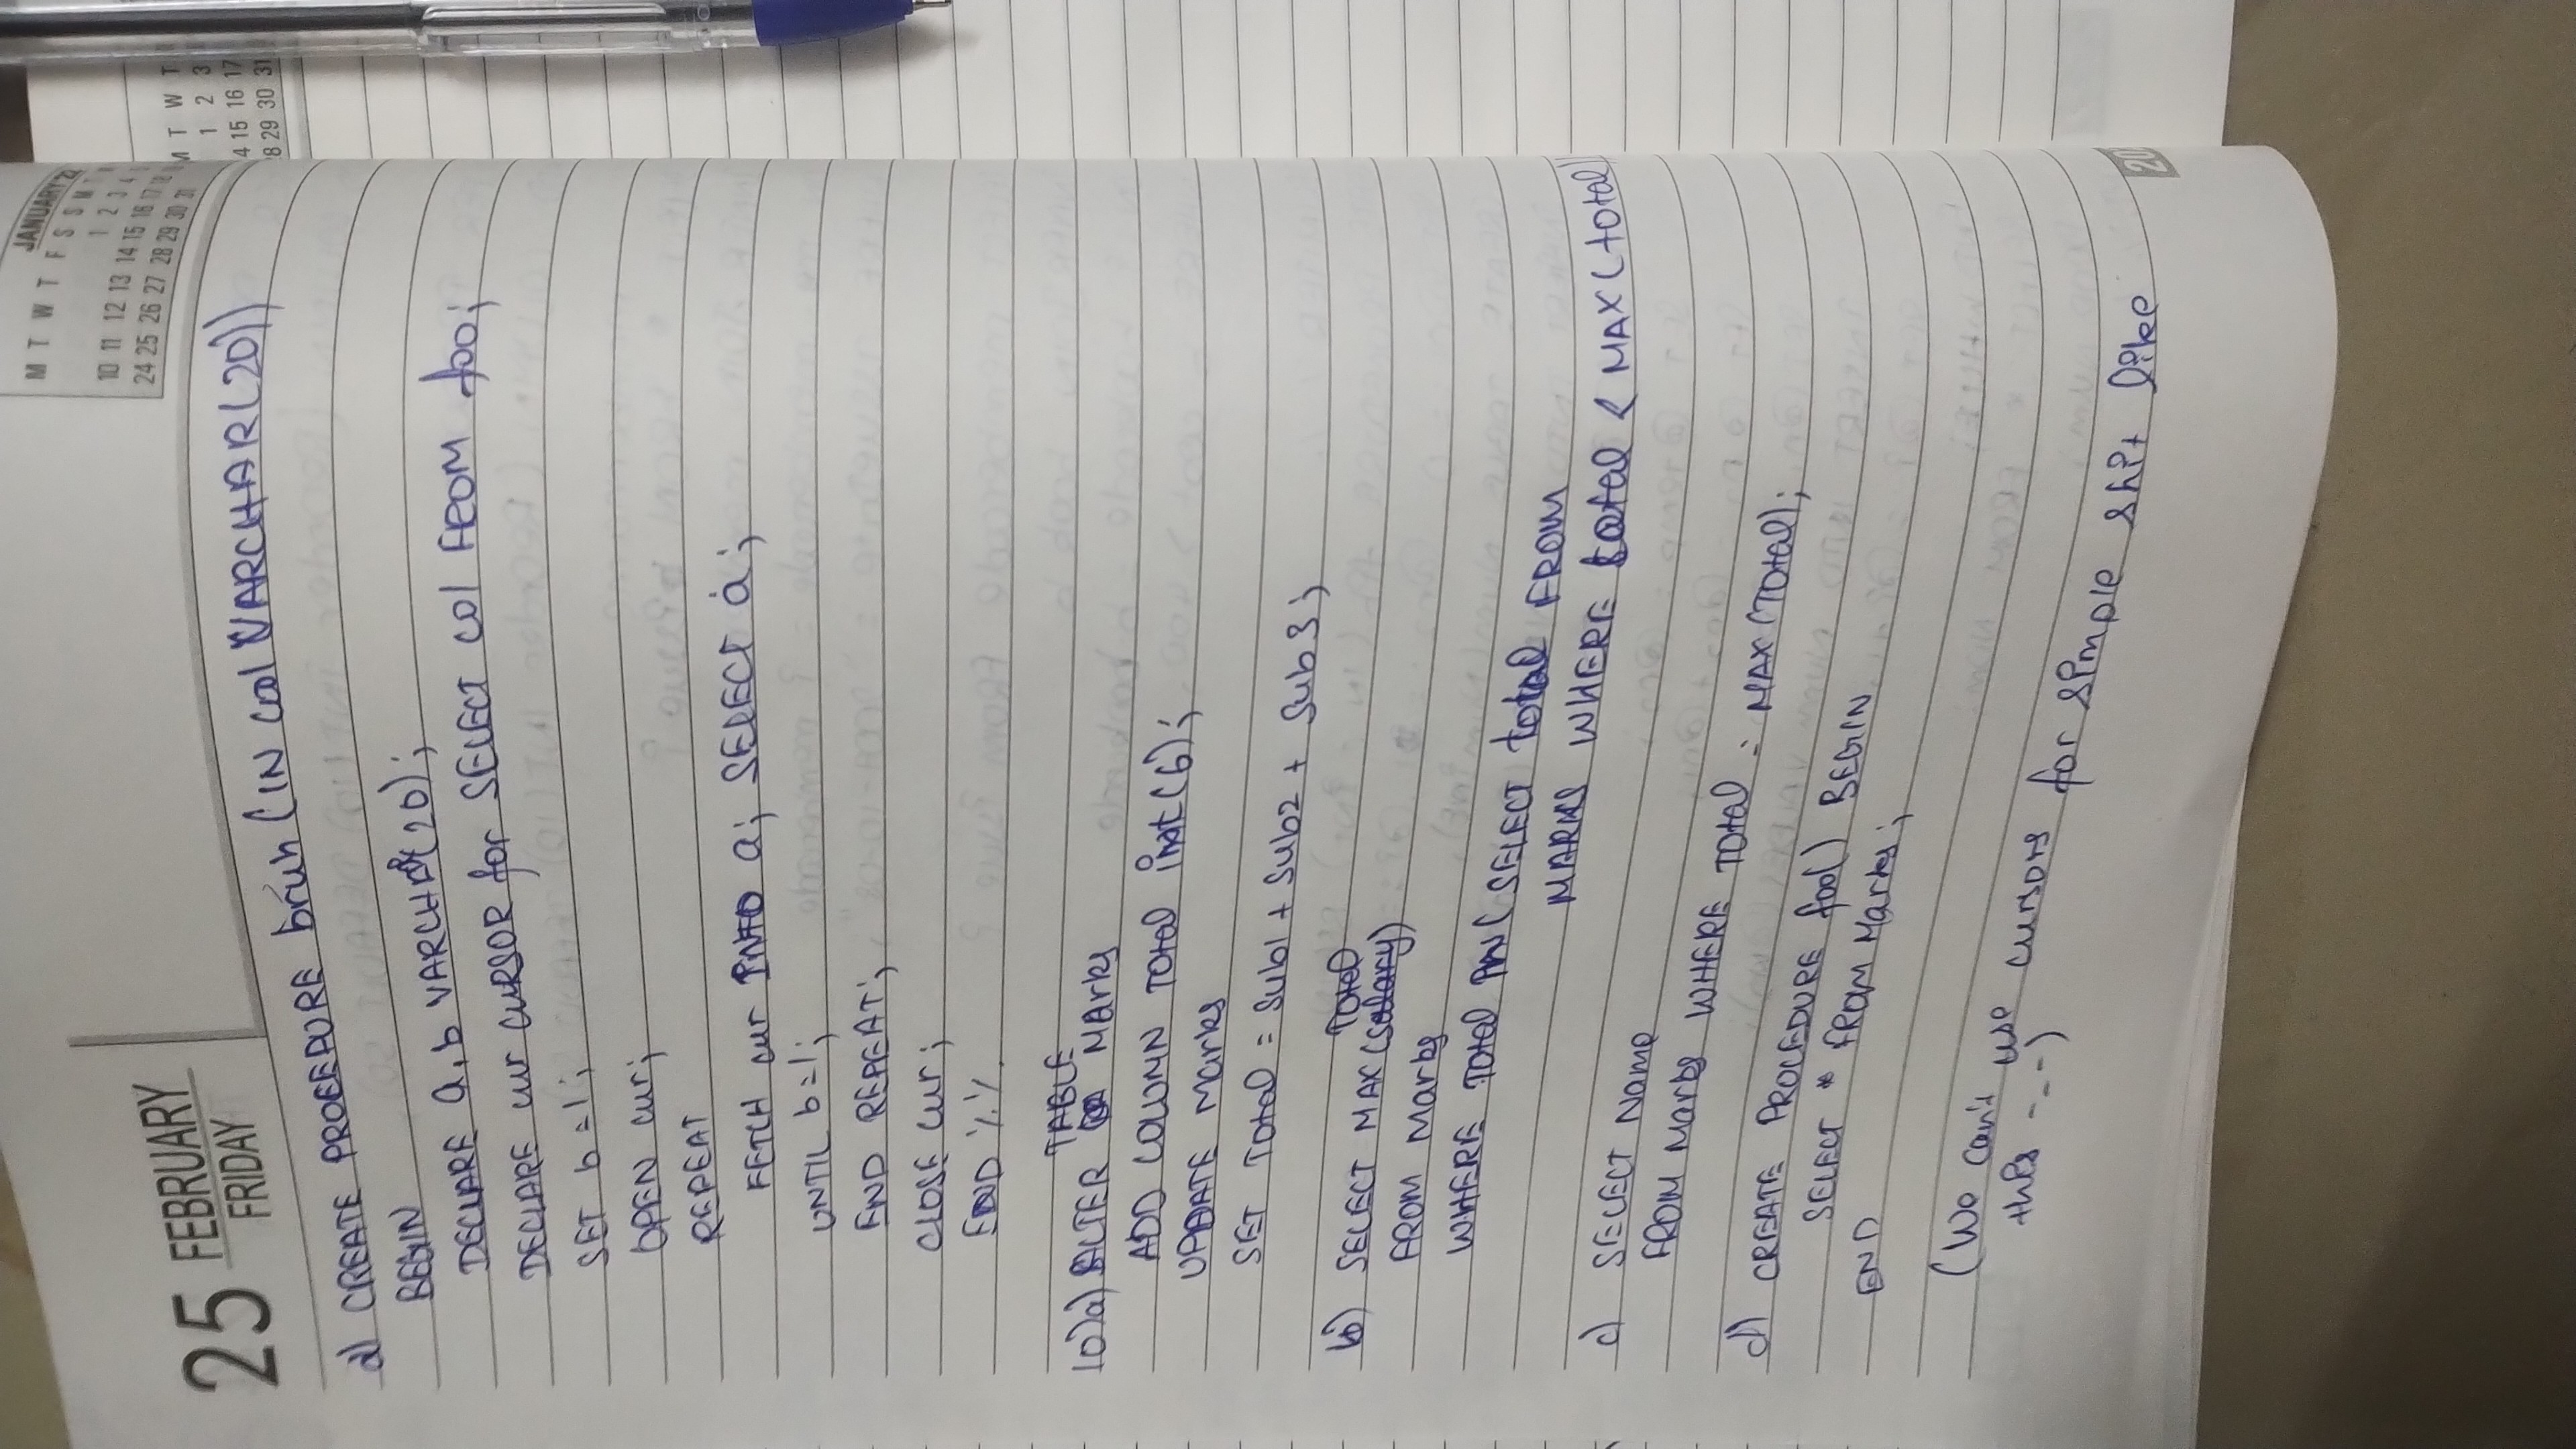 JANUARY'22
M T W T F S S M T
1 2 3 4
10 11 12 13 14 15 16 17 18
24 25 26 27 28 29 30 31
M T W T
1 2 3
4 15 16 17
8 29 30 31
25 FEBRUARY
FRIDAY
d) CREATE PROCEDURE bruh (IN col VARCHAR(20))
BEGIN
DECLARE a, b VARCHAR(20);
DECLARE cur CURSOR for SELECT col FROM foo;
SET b=1;
OPEN cur;
REPEAT
FETCH cur INTO a; SELECT a;
UNTIL b=1;
END REPEAT;
CLOSE cur;
END %%
10)a) ALTER TABLE Marks
ADD COLUMN Total int(6);
UPDATE Marks
SET Total = Sub1 + Sub2 + Sub3;
b) SELECT MAX(Total)
FROM Marks
WHERE Total IN (SELECT total FROM
MARKS WHERE total < MAX(total))
c) SELECT Name
FROM Marks WHERE Total = MAX(Total);
d) CREATE PROCEDURE foo() BEGIN
SELECT * FROM Marks;
END
(We can't use cursors for simple shit like
this -_-)
20